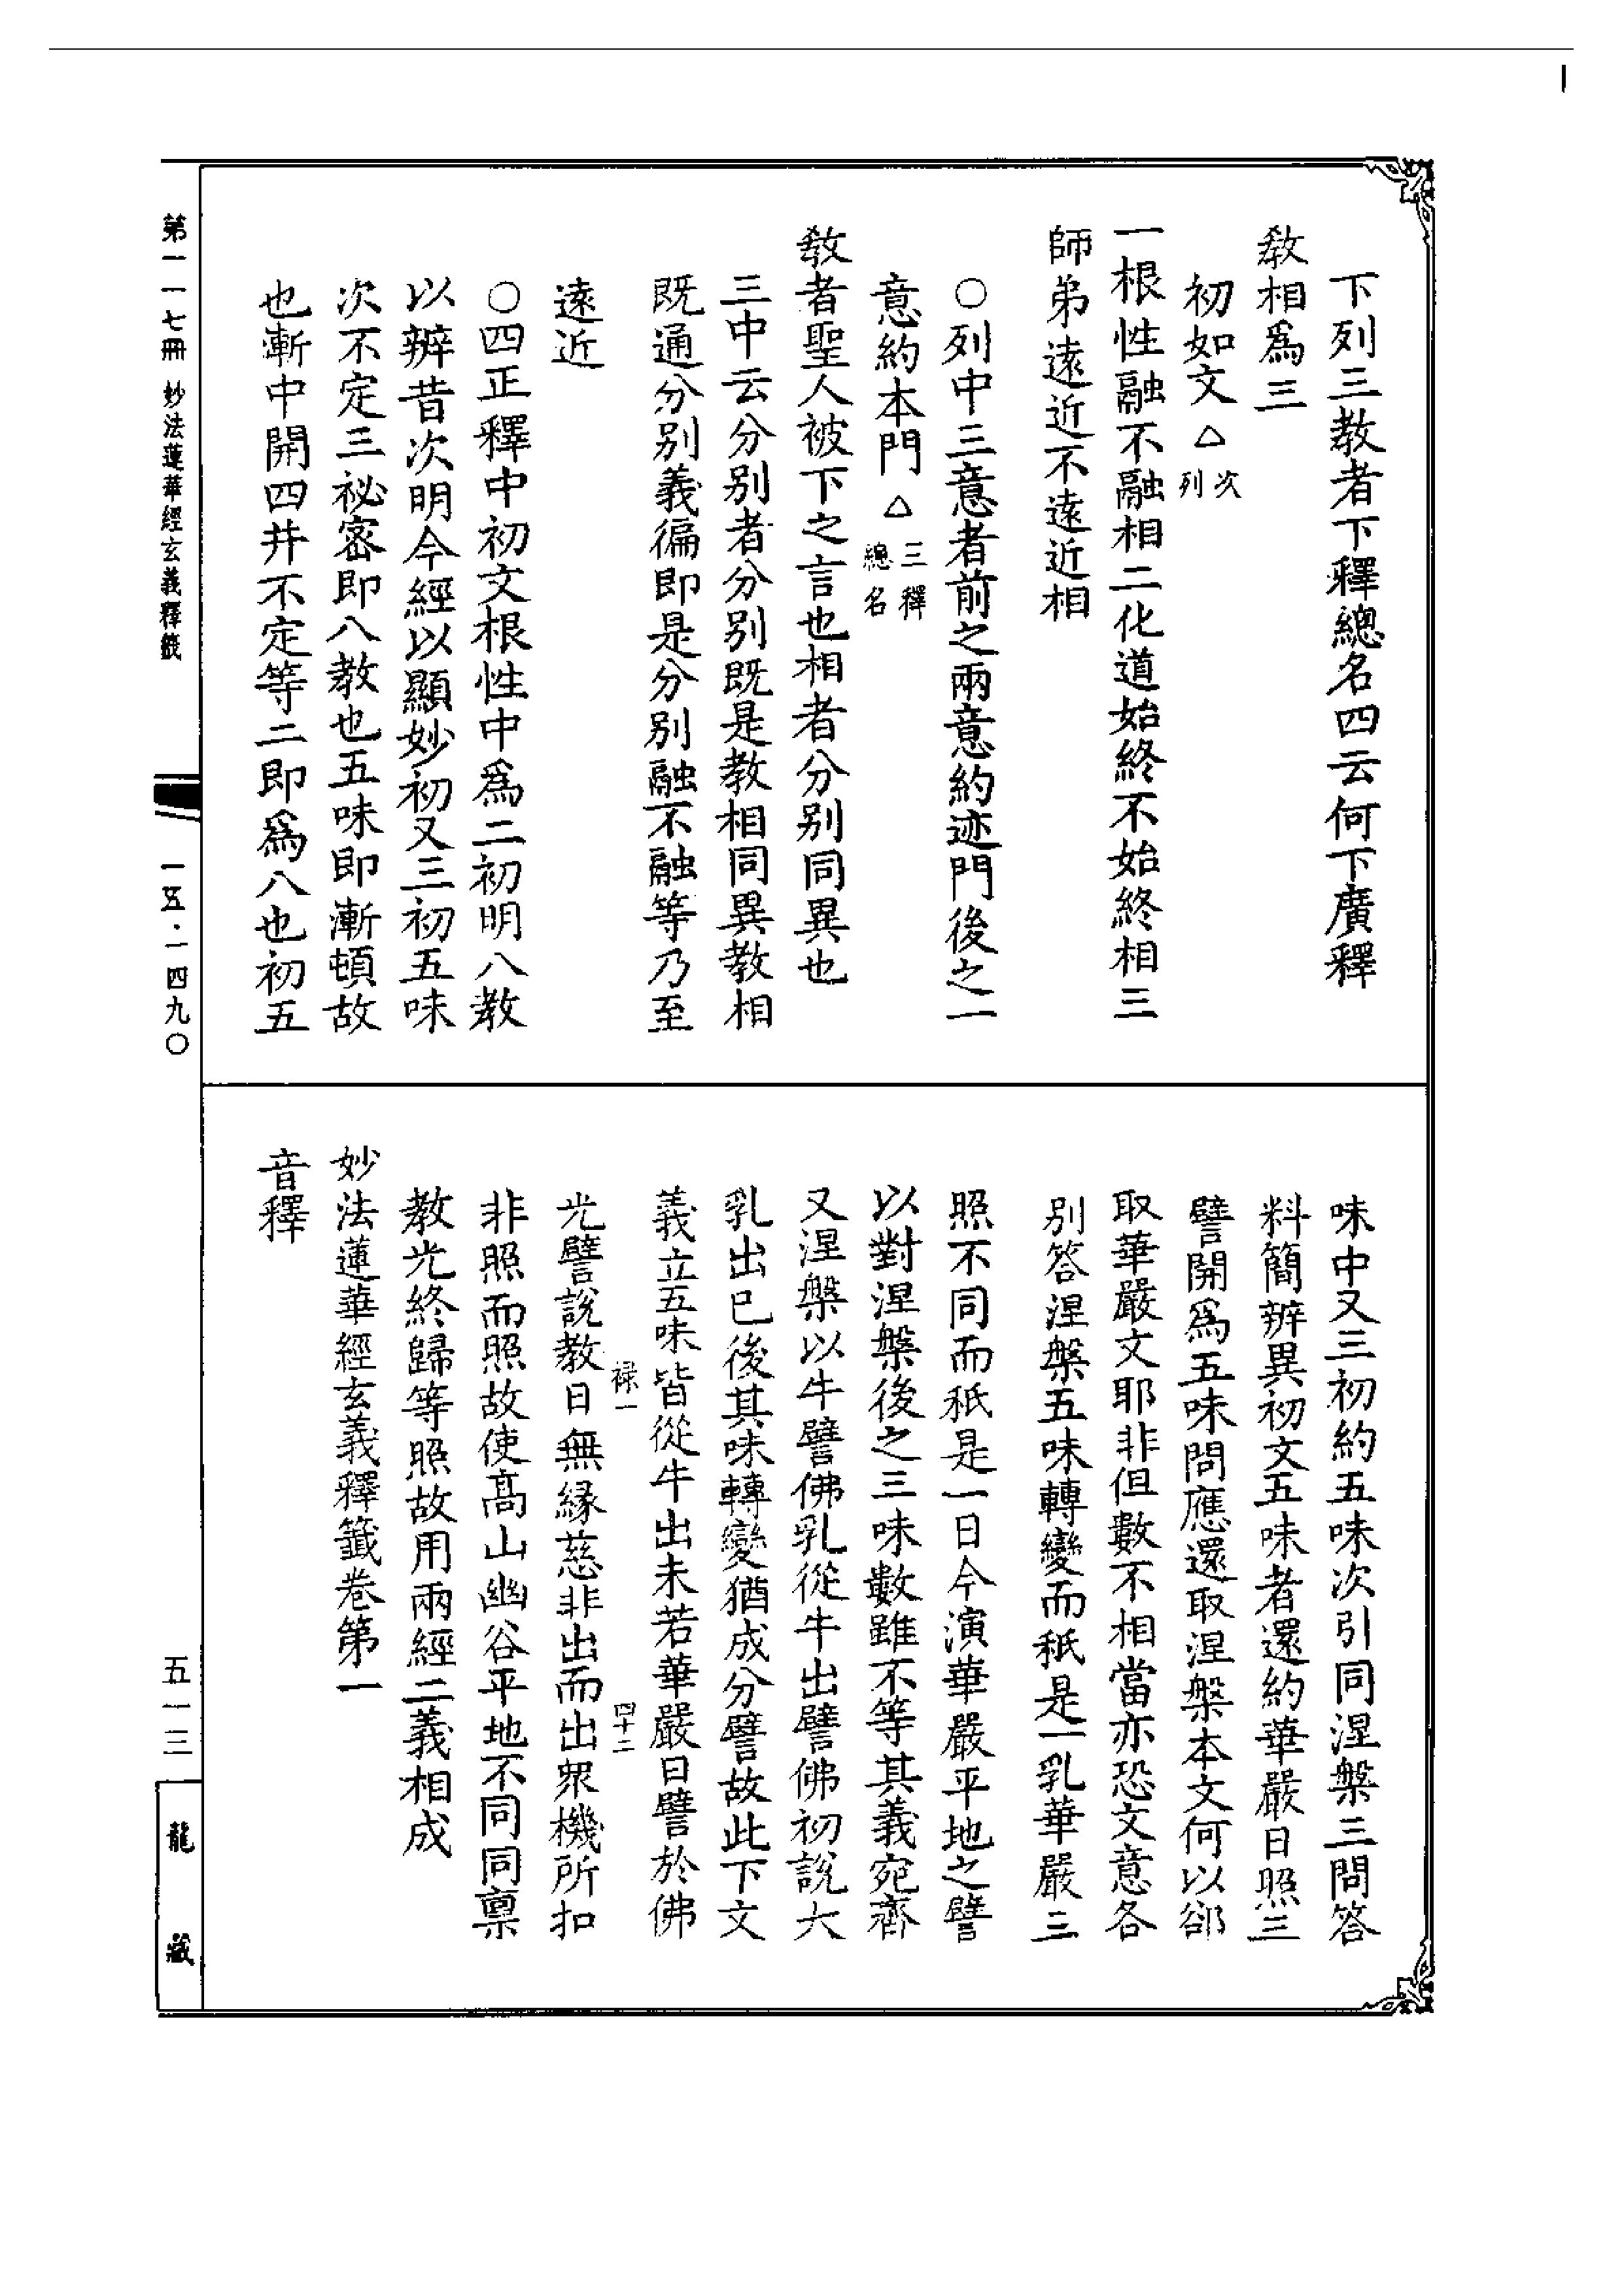 下列三教者下釋總名四云何下廣釋
教相爲三
初如文△次列
一根性融不融相二化道始終不始終相三
師弟遠近不遠近相
○列中三意者前之兩意約迹門後之一
意約本門△三釋總名
教者聖人被下之言也相者分别同異也
三中云分别者分别既是教相同異教相
既通分别義徧即是分别融不融等乃至
遠近
○四正釋中初文根性中爲二初明八教
以辨昔次明今經以顯妙初又三初五味
次不定三祕密即八教也五味即漸頓故
也漸中開四并不定等二即爲八也初五
味中又三初約五味次引同涅槃三問答
料簡辨異初文五味者還約華嚴日照三
譬開爲五味問應還取涅槃本文何以郤
取華嚴文耶非但數不相當亦恐文意各
别答涅槃五味轉變而秖是一乳華嚴三
照不同而秖是一日今演華嚴平地之譬
以對涅槃後之三味數雖不等其義宛齊
又涅槃以牛譬佛乳從牛出譬佛初說大
乳出已後其味轉變猶成分譬故此下文
義立五味皆從牛出未若華嚴日譬於佛
祿一 四十二
光譬說教日無緣慈非出而出衆機所扣
非照而照故使高山幽谷平地不同同稟
教光終歸等照故用兩經二義相成
妙法蓮華經玄義釋籤卷第一
音釋
第一一七冊 妙法蓮華經玄義釋籤
一五·一四九〇
五一三
龍藏